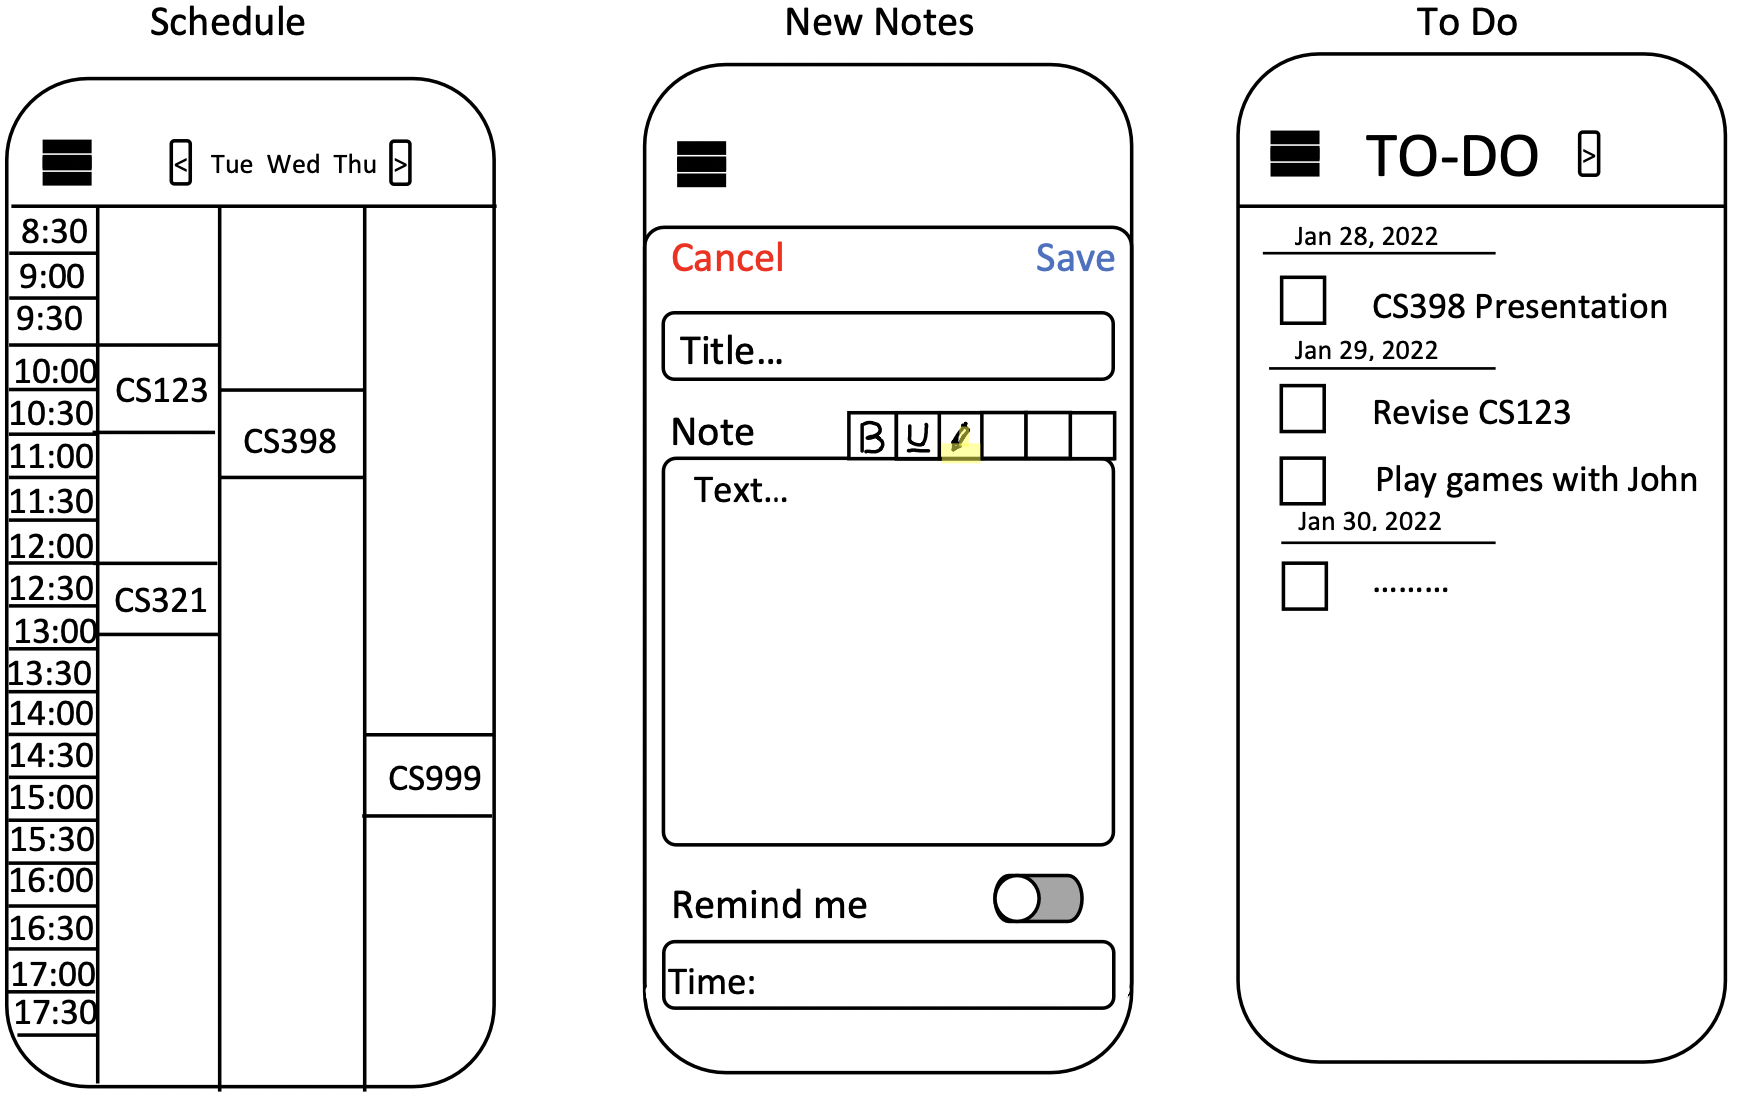 Schedule
< Tue Wed Thu >
8:30
9:00
9:30
10:00
CS123
10:30
CS398
11:00
11:30
12:00
12:30
CS321
13:00
13:30
14:00
14:30
CS999
15:00
15:30
16:00
16:30
17:00
17:30
New Notes
Cancel
Save
Title...
Note
B U
Text...
Remind me
Time:
To Do
TO-DO >
Jan 28, 2022
CS398 Presentation
Jan 29, 2022
Revise CS123
Play games with John
Jan 30, 2022
.........